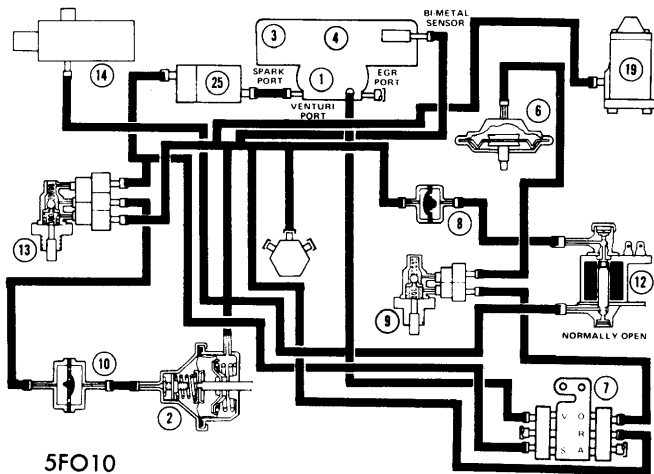 BI-METAL
SENSOR
3
4
14
25
SPARK
PORT
1
EGR
PORT
VENTURI
PORT
19
6
8
13
12
9
NORMALLY OPEN
10
2
7
V O
R
S A
5FO10